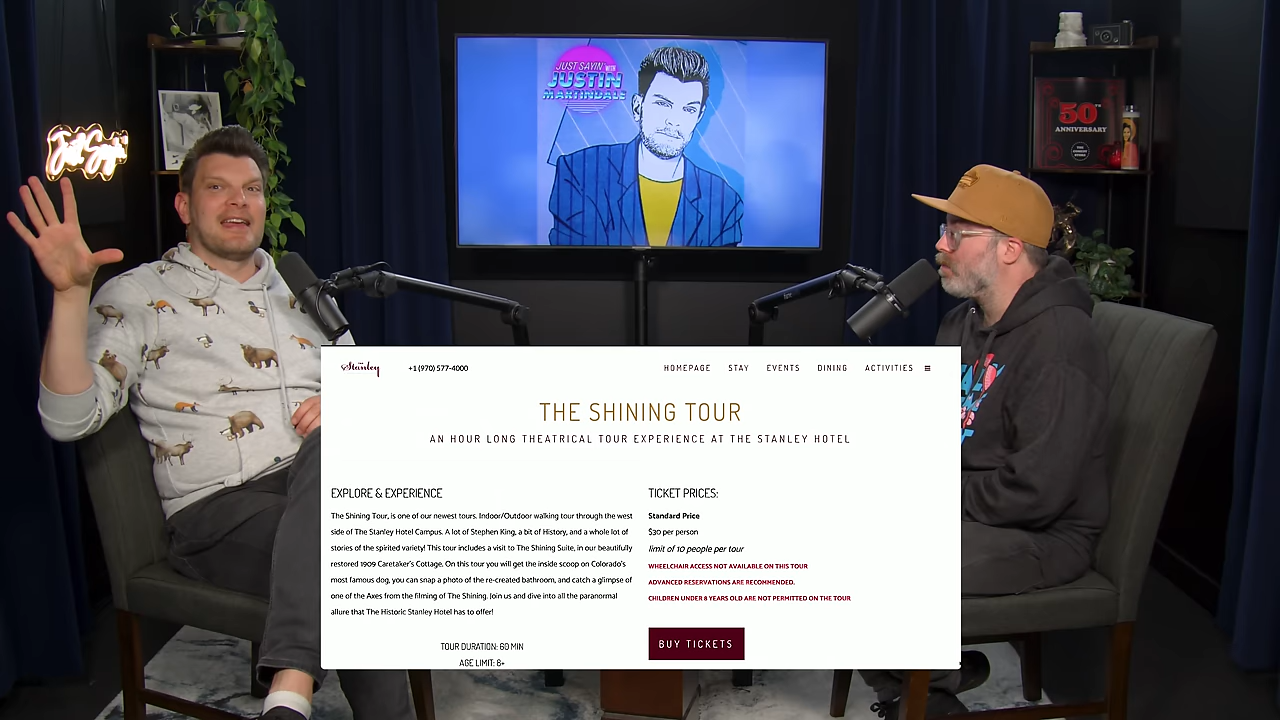 JUST SAYIN' WITH
JUSTIN
MARTINDALE
Just Sayin'
50TH
ANNIVERSARY
THE Stanley
+1 (970) 577-4000
HOMEPAGE STAY EVENTS DINING ACTIVITIES
THE SHINING TOUR
AN HOUR LONG THEATRICAL TOUR EXPERIENCE AT THE STANLEY HOTEL
EXPLORE & EXPERIENCE
The Shining Tour, is one of our newest tours. Indoor/Outdoor walking tour through the west
side of The Stanley Hotel Campus. A lot of Stephen King, a bit of History, and a whole lot of
stories of the spirited variety! This tour includes a visit to The Shining Suite, in our beautifully
restored 1909 Caretaker's Cottage. On this tour you will get the inside scoop on Colorado's
most famous dog, you can snap a photo of the re-created bathroom, and catch a glimpse of
one of the Axes from the filming of The Shining. Join us and dive into all the paranormal
allure that The Historic Stanley Hotel has to offer!
TOUR DURATION: 60 MIN
AGE LIMIT: 8+
TICKET PRICES:
Standard Price
$30 per person
limit of 10 people per tour
WHEELCHAIR ACCESS NOT AVAILABLE ON THIS TOUR
ADVANCED RESERVATIONS ARE RECOMMENDED.
CHILDREN UNDER 8 YEARS OLD ARE NOT PERMITTED ON THE TOUR
BUY TICKETS